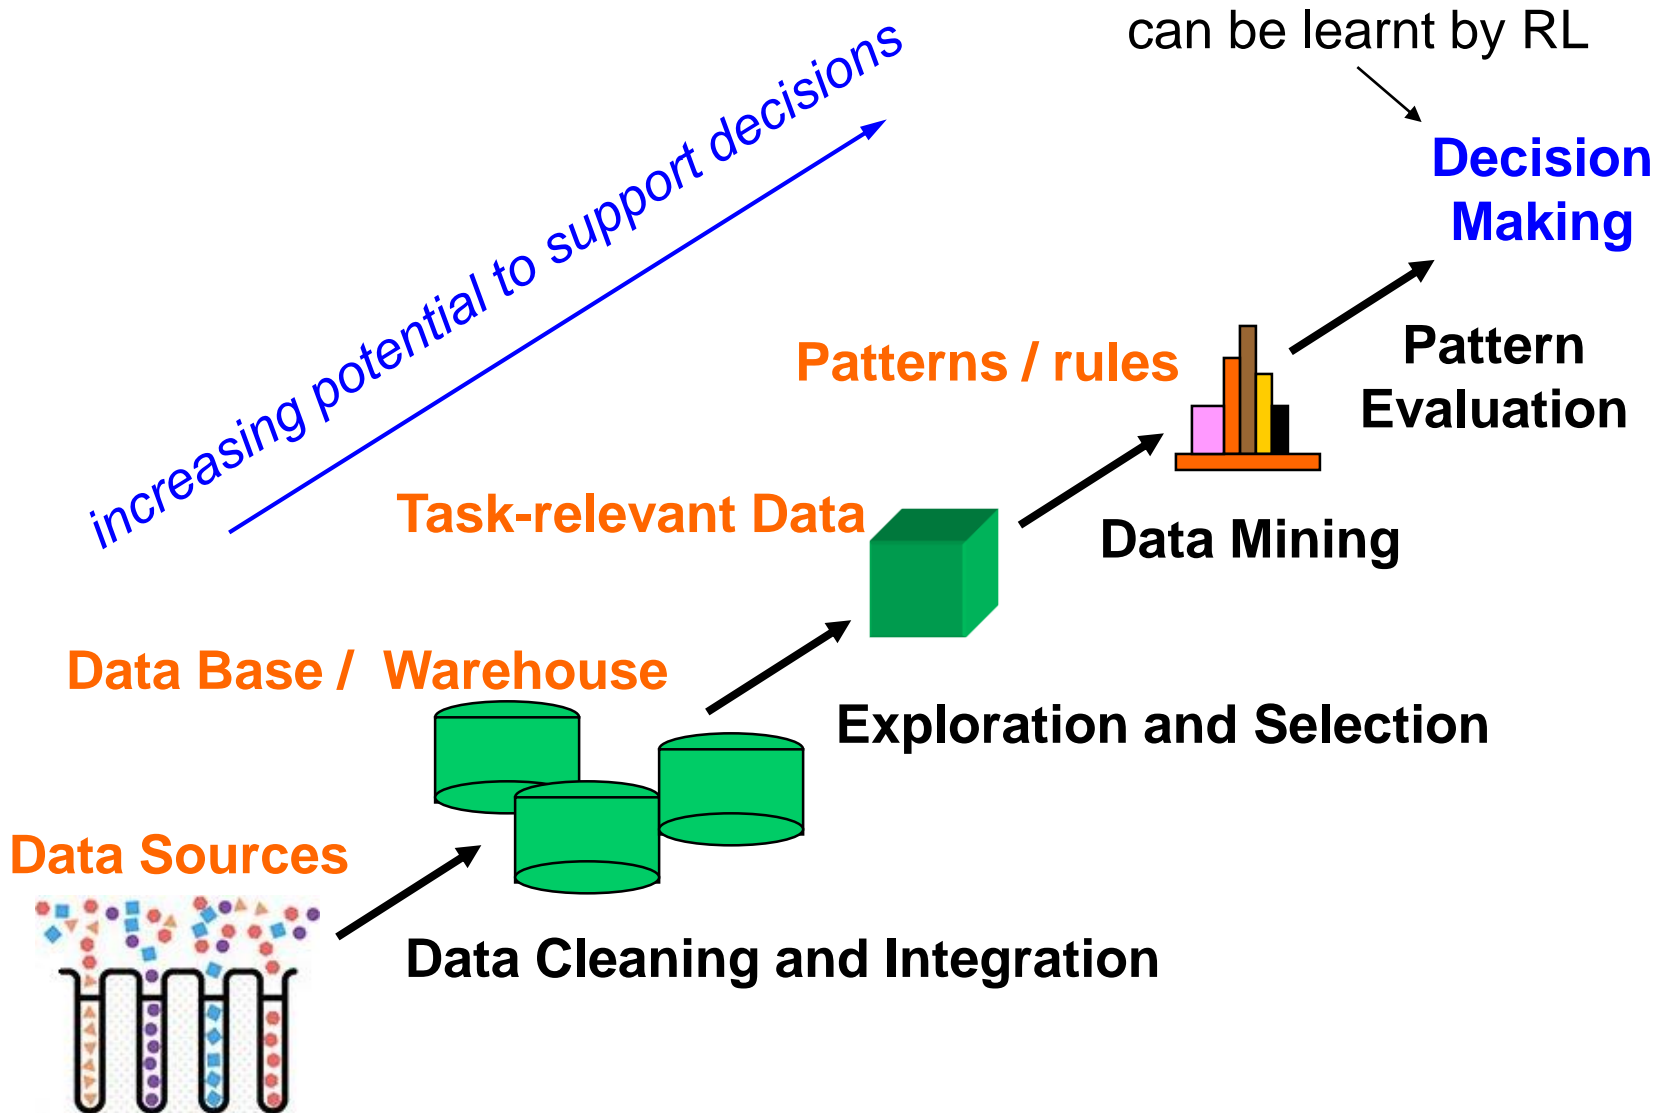 can be learnt by RL
increasing potential to support decisions
Decision
Making
Patterns / rules
Pattern
Evaluation
Task-relevant Data
Data Mining
Data Base / Warehouse
Exploration and Selection
Data Sources
Data Cleaning and Integration